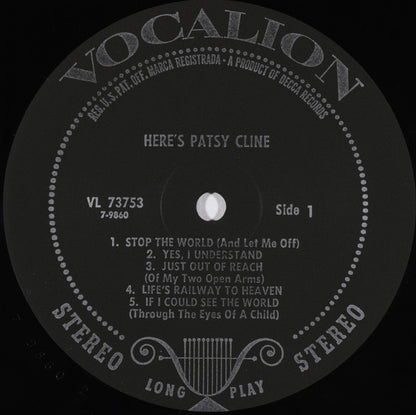 VOCALION
REG. U.S. PAT. OFF. MARCA REGISTRADA • A PRODUCT OF DECCA RECORDS
HERE'S PATSY CLINE
VL 73753
7-9860
Side 1
1. STOP THE WORLD (And Let Me Off)
2. YES, I UNDERSTAND
3. JUST OUT OF REACH
(Of My Two Open Arms)
4. LIFE'S RAILWAY TO HEAVEN
5. IF I COULD SEE THE WORLD
(Through The Eyes Of A Child)
STEREO
LONG PLAY
STEREO